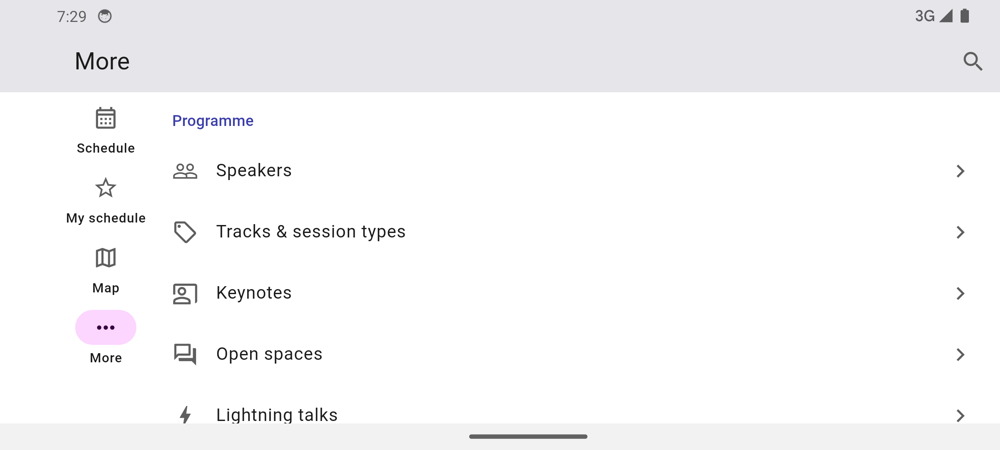 7:29
3G
More
Schedule
My schedule
Map
More
Programme
Speakers
Tracks & session types
Keynotes
Open spaces
Lightning talks